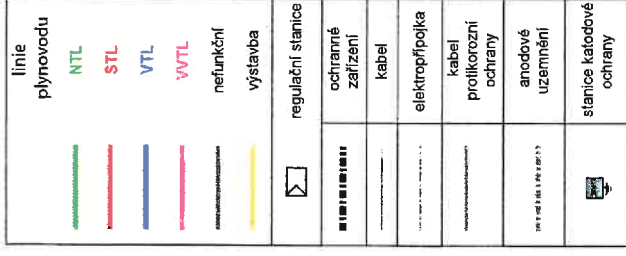 linie
plynovodu
NTL
STL
VTL
VVTL
nefunkční
výstavba
regulační stanice
ochranné
zařízení
kabel
elektropřípojka
kabel
protikorozní
ochrany
anodové
uzemnění
stanice katodové
ochrany